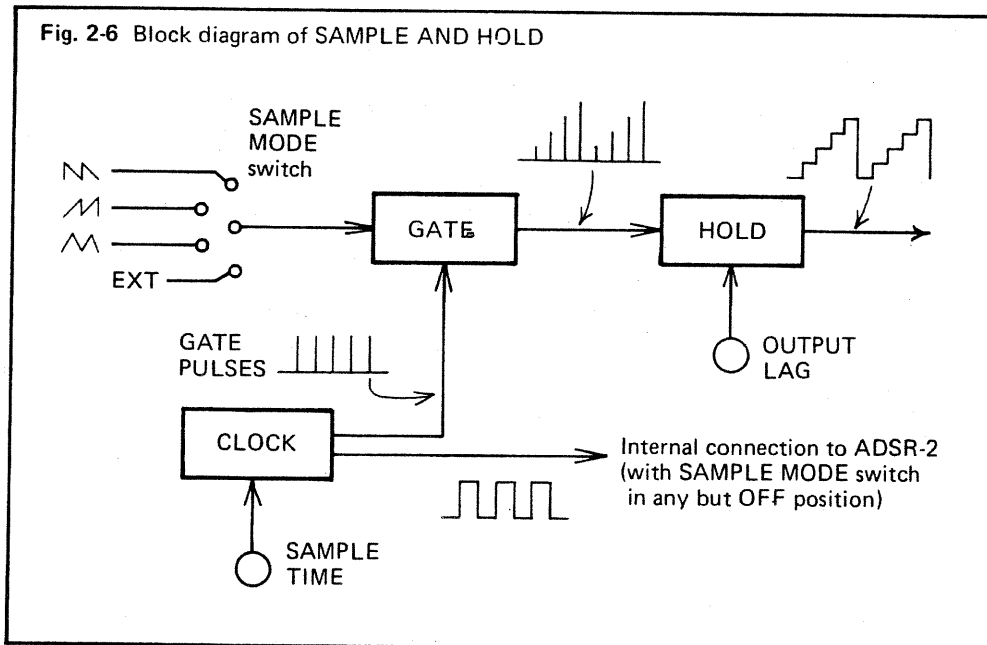 Fig. 2-6 Block diagram of SAMPLE AND HOLD
SAMPLE
MODE
switch
EXT
GATE
HOLD
GATE
PULSES
OUTPUT
LAG
CLOCK
Internal connection to ADSR-2
(with SAMPLE MODE switch
in any but OFF position)
SAMPLE
TIME